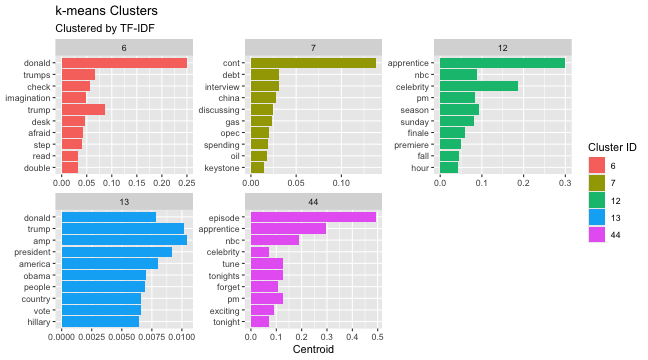 k-means Clusters
Clustered by TF-IDF
6
donald
trumps
check
imagination
trump
desk
afraid
step
read
double
0.00 0.05 0.10 0.15 0.20 0.25
7
cont
debt
interview
china
discussing
gas
opec
spending
oil
keystone
0.00 0.05 0.10
12
apprentice
nbc
celebrity
pm
season
sunday
finale
premiere
fall
hour
0.0 0.1 0.2 0.3
13
donald
trump
amp
president
america
obama
people
country
vote
hillary
0.0000 0.0025 0.0050 0.0075 0.0100
44
episode
apprentice
nbc
celebrity
tune
tonights
forget
pm
exciting
tonight
0.0 0.1 0.2 0.3 0.4 0.5
Centroid
Cluster ID
6
7
12
13
44